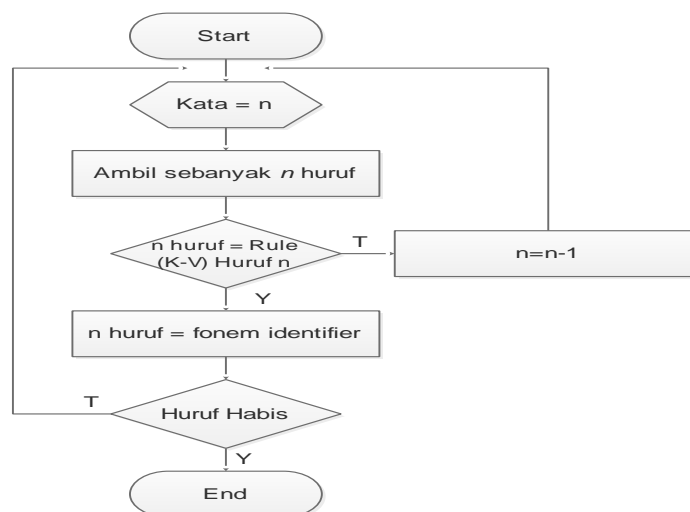 Start
Kata = n
Ambil sebanyak n huruf
n huruf = Rule
(K-V) Huruf n
T
n=n-1
Y
n huruf = fonem identifier
T
Huruf Habis
Y
End